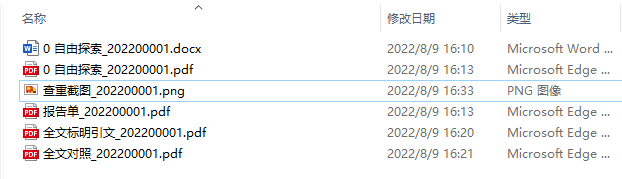 名称 修改日期 类型
0 自由探索_202200001.docx 2022/8/9 16:10 Microsoft Word ...
0 自由探索_202200001.pdf 2022/8/9 16:13 Microsoft Edge ...
查重截图_202200001.png 2022/8/9 16:33 PNG 图像
报告单_202200001.pdf 2022/8/9 16:13 Microsoft Edge ...
全文标明引文_202200001.pdf 2022/8/9 16:20 Microsoft Edge ...
全文对照_202200001.pdf 2022/8/9 16:21 Microsoft Edge ...